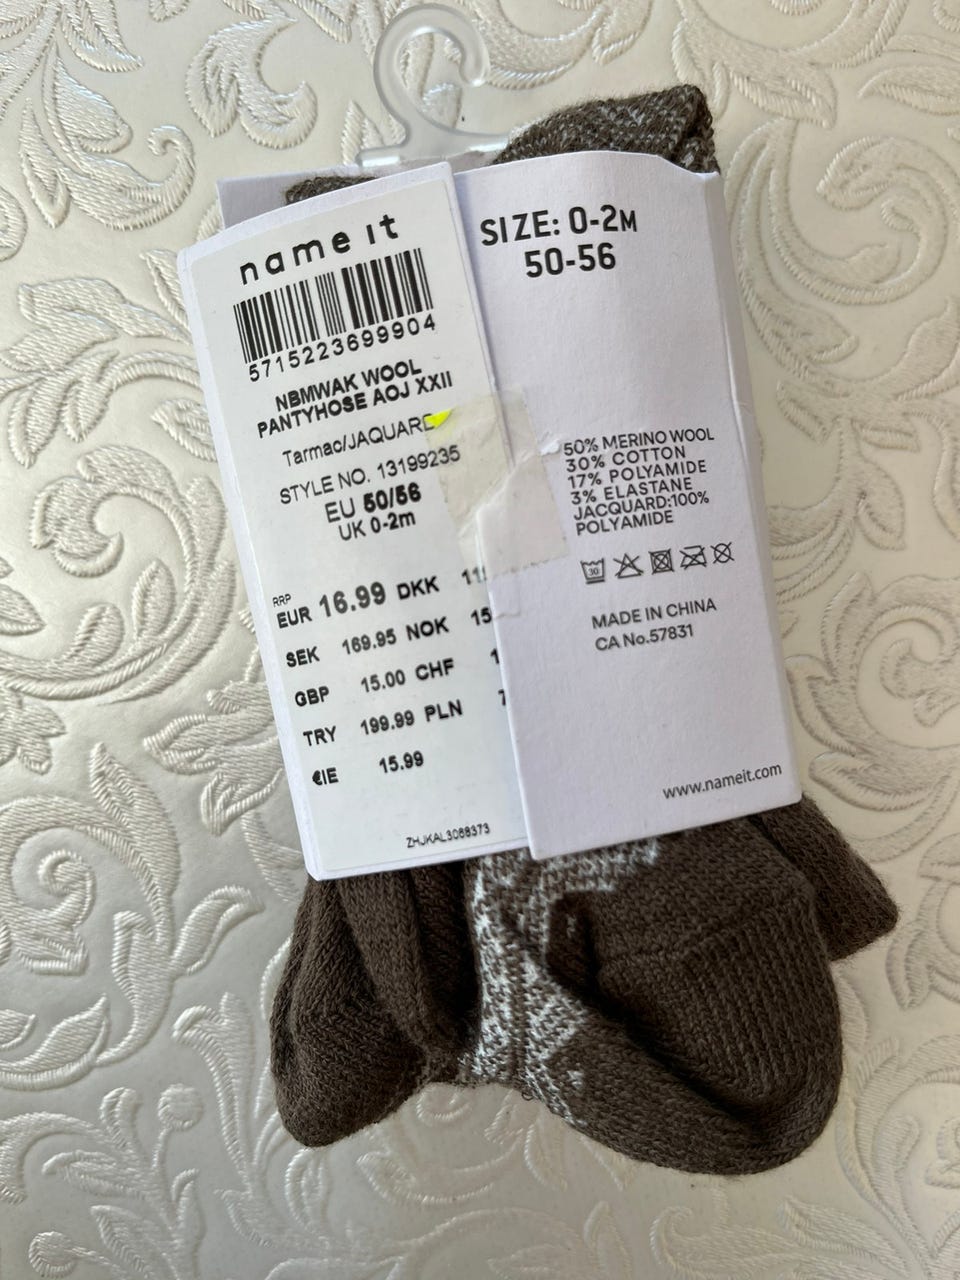 name it
5715223699904
NBMWAK WOOL
PANTYHOSE AOJ XXII
Tarmac/JAQUARD
STYLE NO. 13199235
EU 50/56
UK 0-2m
RRP
EUR 16.99 DKK
SEK 169.95 NOK
GBP 15.00 CHF
TRY 199.99 PLN
€IE 15.99
ZHJKAL3068373
SIZE: 0-2M
50-56
50% MERINO WOOL
30% COTTON
17% POLYAMIDE
3% ELASTANE
JACQUARD:100%
POLYAMIDE
30
MADE IN CHINA
CA No.57831
www.nameit.com